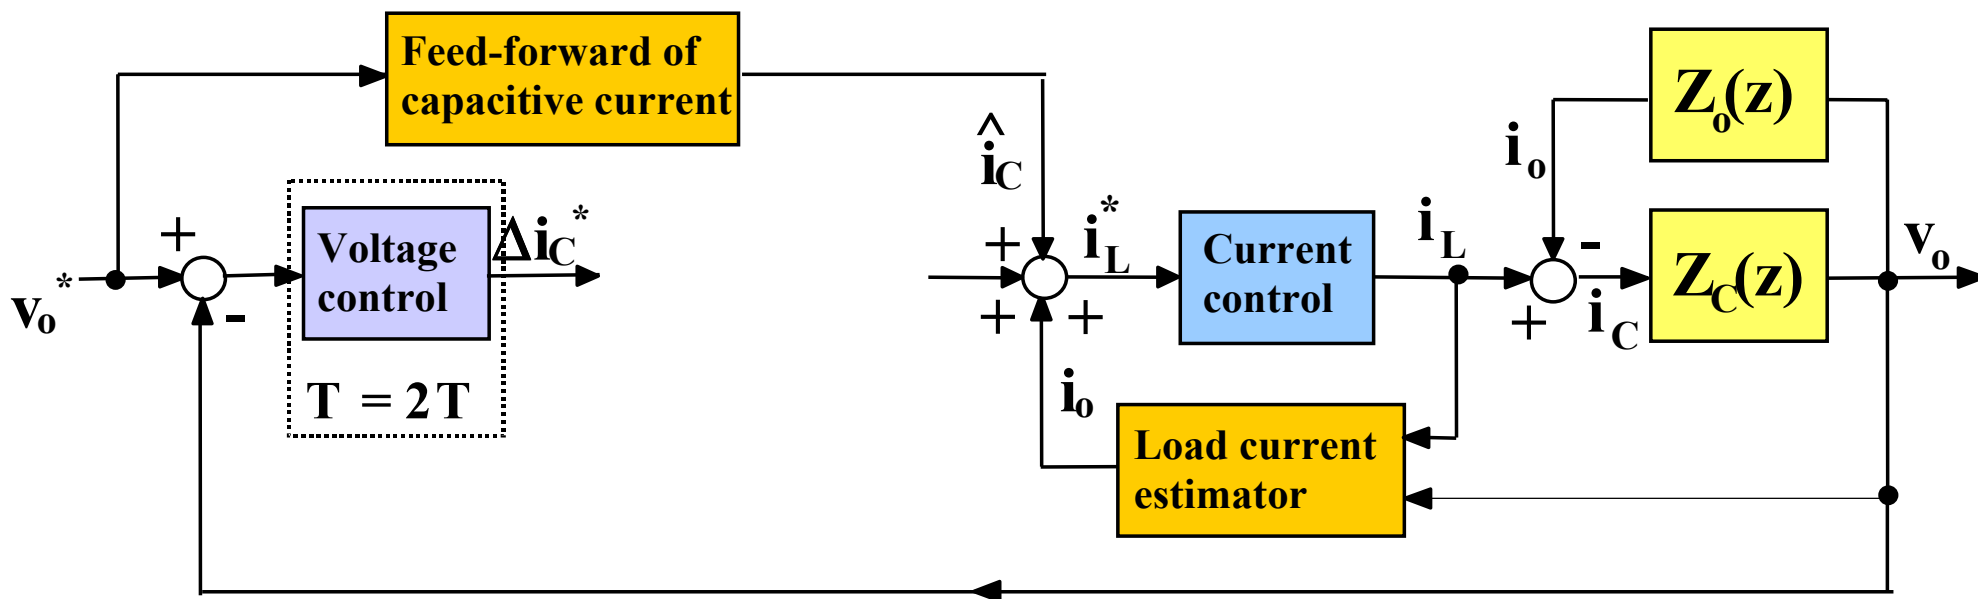 Feed-forward of
capacitive current
Z_o(z)
î_C
i_o
Voltage
control
Δi_C*
T = 2T
v_o*
+
-
+
+
+
i_L*
Current
control
i_L
-
+
i_C
Z_C(z)
v_o
i_o
Load current
estimator